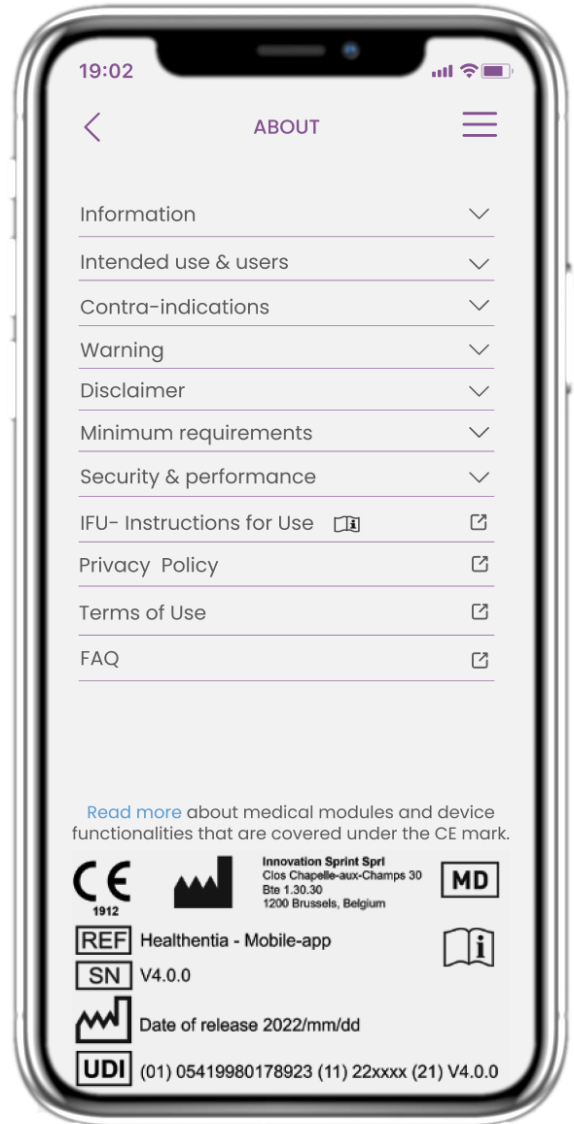 19:02
ABOUT
Information
Intended use & users
Contra-indications
Warning
Disclaimer
Minimum requirements
Security & performance
IFU- Instructions for Use i
Privacy Policy
Terms of Use
FAQ
Read more about medical modules and device
functionalities that are covered under the CE mark.
CE
1912
Innovation Sprint Sprl
Clos Chapelle-aux-Champs 30
Bte 1.30.30
1200 Brussels, Belgium
MD
REF Healthentia - Mobile-app
i
SN V4.0.0
Date of release 2022/mm/dd
UDI (01) 05419980178923 (11) 22xxxx (21) V4.0.0